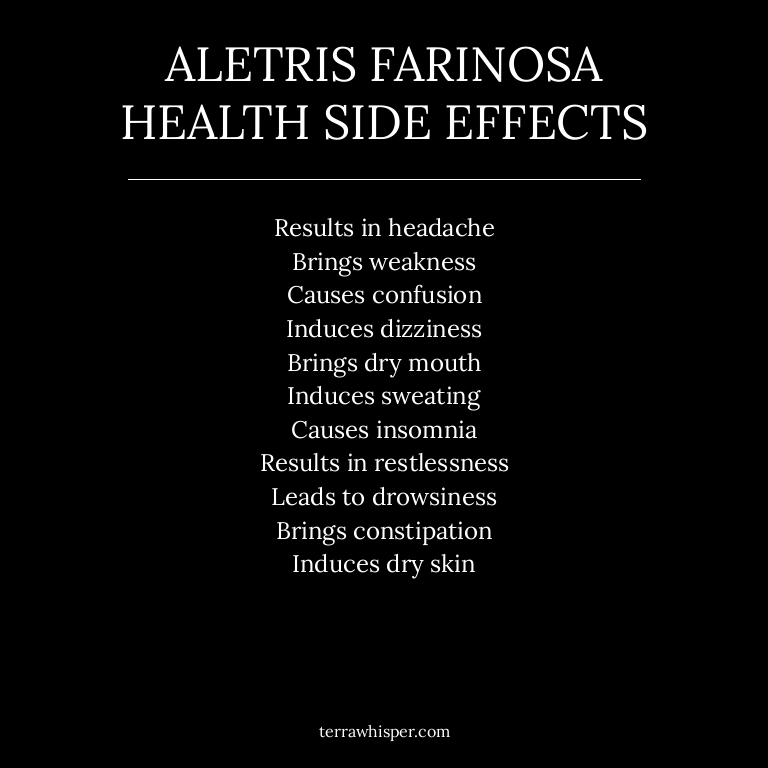 ALETRIS FARINOSA
HEALTH SIDE EFFECTS
Results in headache
Brings weakness
Causes confusion
Induces dizziness
Brings dry mouth
Induces sweating
Causes insomnia
Results in restlessness
Leads to drowsiness
Brings constipation
Induces dry skin
terrawhisper.com